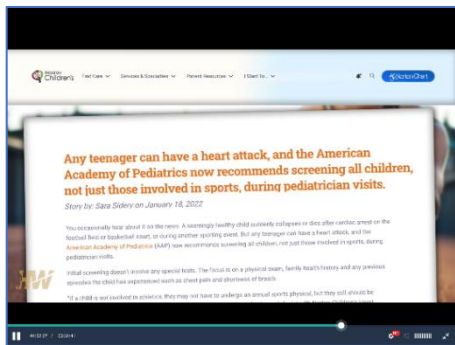 Norton Children's
Find Care Services & Specialties Patient Resources I Want To... NortonChart
Any teenager can have a heart attack, and the American
Academy of Pediatrics now recommends screening all children,
not just those involved in sports, during pediatrician visits.
Story by: Sara Sidery on January 18, 2022
You occasionally hear about it on the news. A seemingly healthy child suddenly collapses or dies after cardiac arrest on the
football field or basketball court, or during another sporting event. But any teenager can have a heart attack, and the
American Academy of Pediatrics (AAP) now recommends screening all children, not just those involved in sports, during
pediatrician visits.
Initial screening doesn't involve any special tests. The focus is on a physical exam, family health history and any previous
episodes the child has experienced such as chest pain and shortness of breath.
"If a child is not involved in athletics, they may not have to undergo an annual sports physical, but they still should be
HW